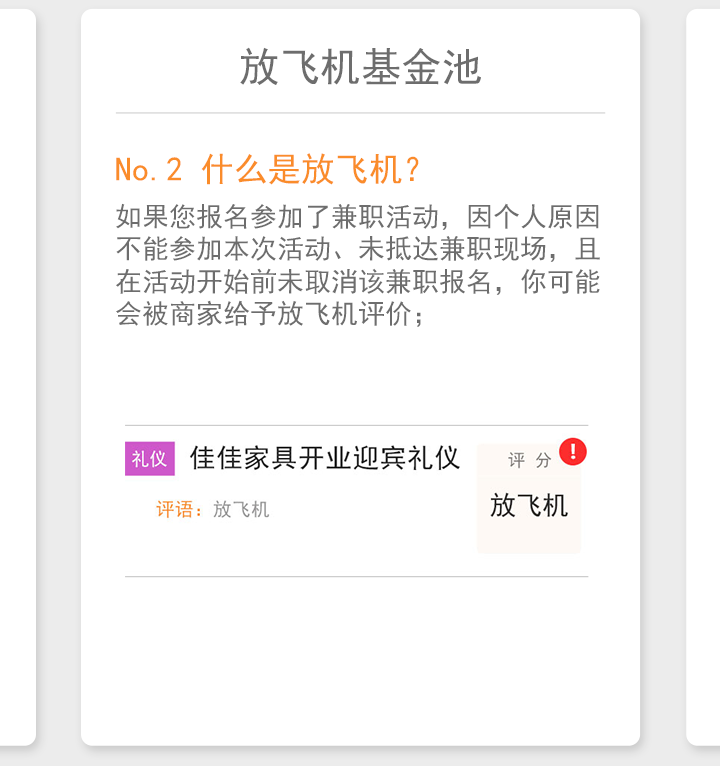 放飞机基金池
No.2 什么是放飞机?
如果您报名参加了兼职活动，因个人原因
不能参加本次活动、未抵达兼职现场，且
在活动开始前未取消该兼职报名，你可能
会被商家给予放飞机评价；
礼仪 佳佳家具开业迎宾礼仪
评 分 !
评语：放飞机
放飞机